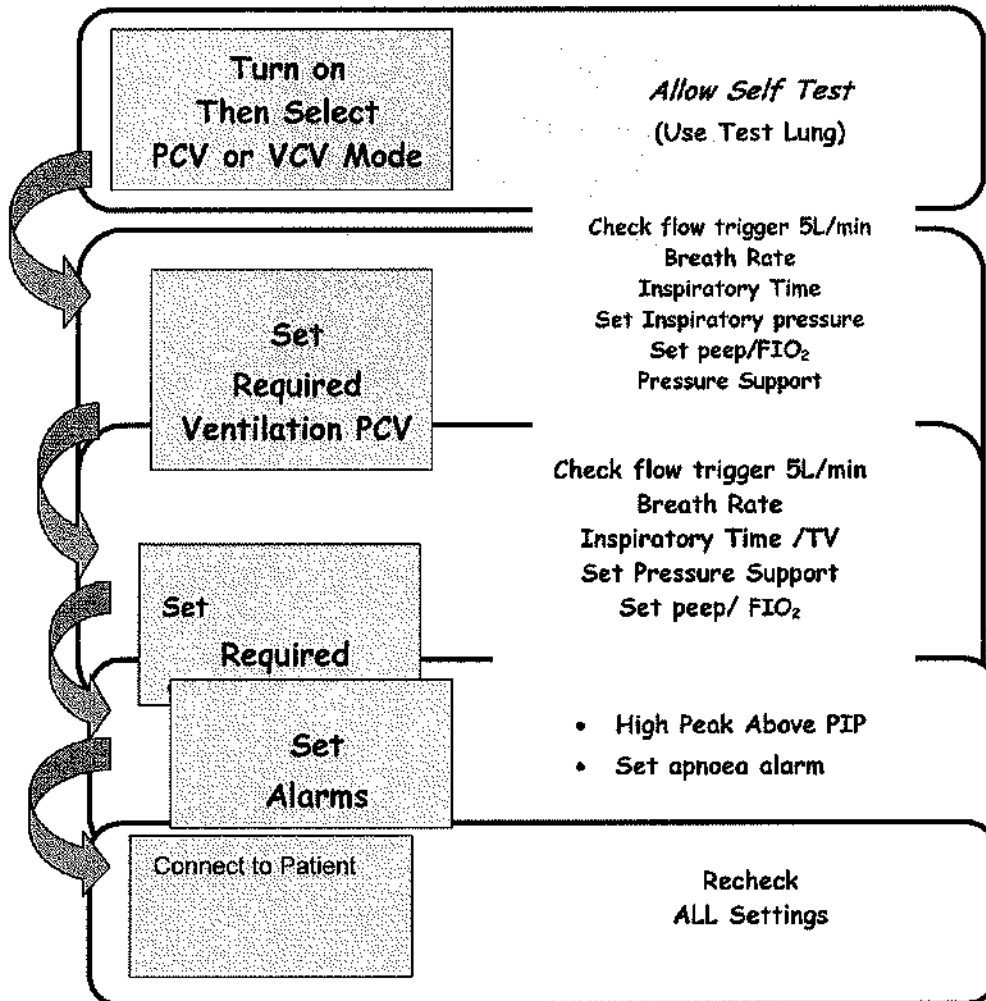 Turn on
Then Select
PCV or VCV Mode
Allow Self Test
(Use Test Lung)
Set
Required
Ventilation PCV
Check flow trigger 5L/min
Breath Rate
Inspiratory Time
Set Inspiratory pressure
Set peep/FIO₂
Pressure Support
Set
Required
Check flow trigger 5L/min
Breath Rate
Inspiratory Time /TV
Set Pressure Support
Set peep/ FIO₂
Set
Alarms
• High Peak Above PIP
• Set apnoea alarm
Connect to Patient
Recheck
ALL Settings